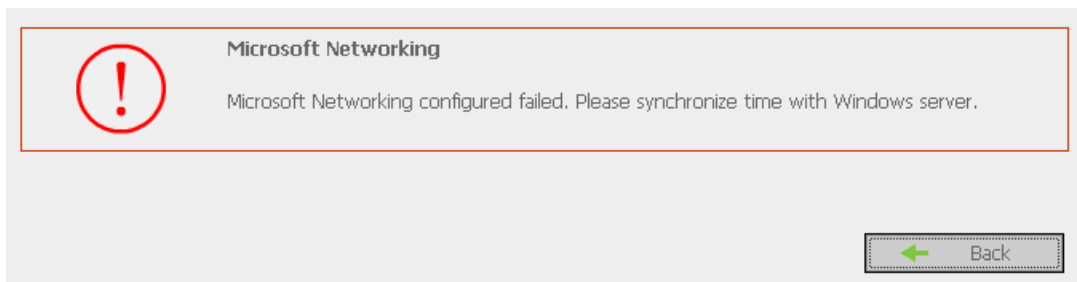 Microsoft Networking
Microsoft Networking configured failed. Please synchronize time with Windows server.
Back